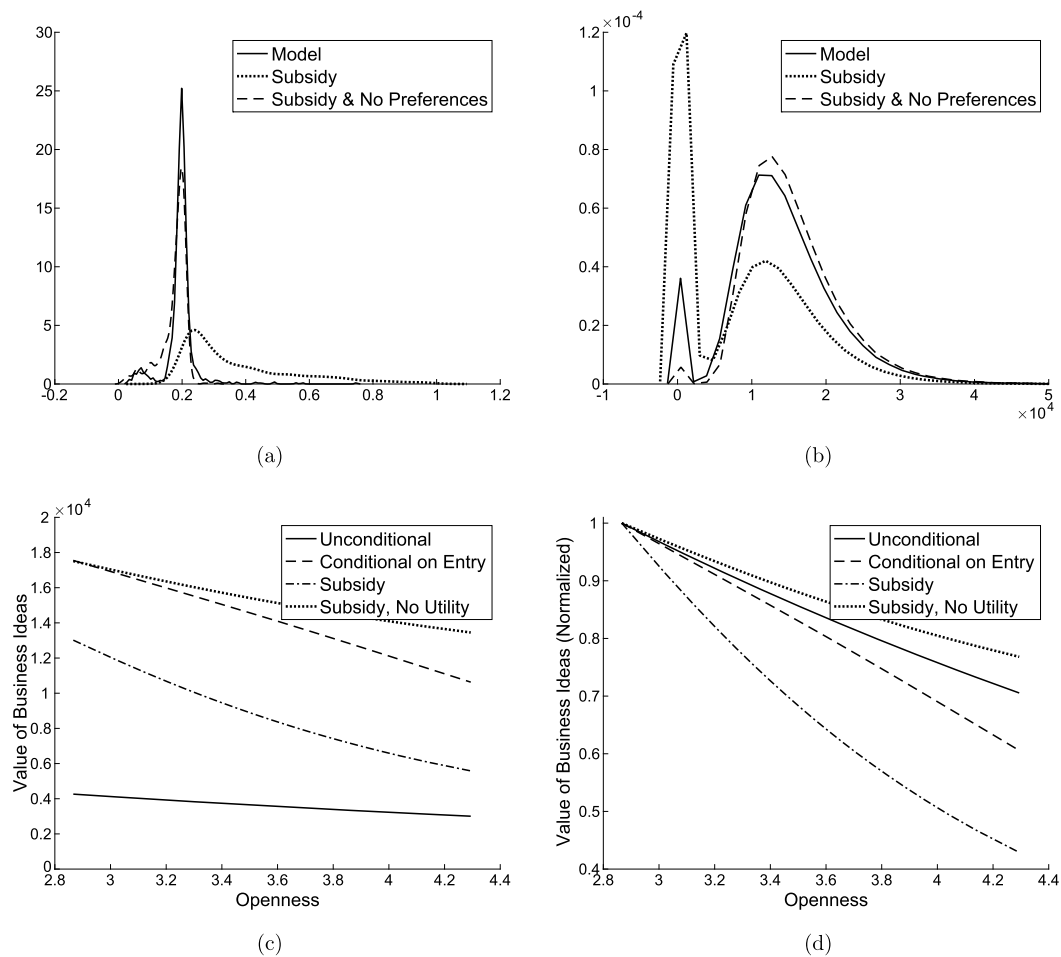 30
25
20
15
10
5
0
-0.2 0 0.2 0.4 0.6 0.8 1 1.2
Model
Subsidy
Subsidy & No Preferences
(a)
×10-4
1.2
1
0.8
0.6
0.4
0.2
0
-1 0 1 2 3 4 5
×10 4
Model
Subsidy
Subsidy & No Preferences
(b)
×10 4
2
1.8
1.6
1.4
1.2
1
0.8
0.6
0.4
0.2
0
2.8 3 3.2 3.4 3.6 3.8 4 4.2 4.4
Value of Business Ideas
Openness
Unconditional
Conditional on Entry
Subsidy
Subsidy, No Utility
(c)
1
0.9
0.8
0.7
0.6
0.5
0.4
2.8 3 3.2 3.4 3.6 3.8 4 4.2 4.4
Value of Business Ideas (Normalized)
Openness
Unconditional
Conditional on Entry
Subsidy
Subsidy, No Utility
(d)